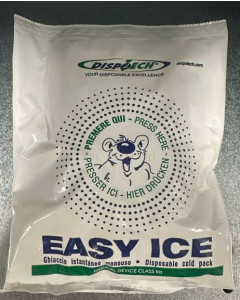 DISPOTECH
dispotech.com
YOUR DISPOSABLE EXCELLENCE
• PREMERE QUI - PRESS HERE
- PRESSER ICI - HIER DRÜCKEN
EASY ICE
Ghiaccio istantaneo monouso • Disposable cold pack
MEDICAL DEVICE CLASS IIa